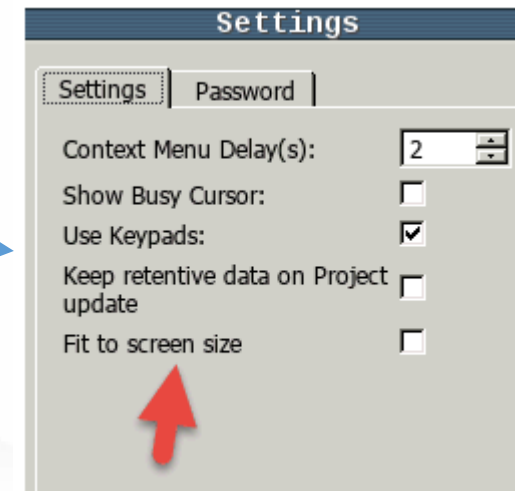 Settings
Settings Password
Context Menu Delay(s): 2
Show Busy Cursor:
Use Keypads:
Keep retentive data on Project
update
Fit to screen size